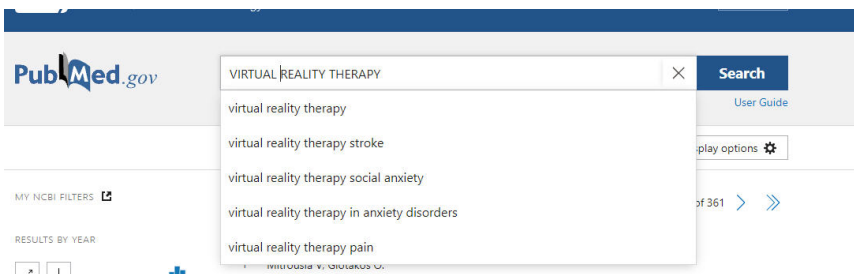 PubMed.gov
VIRTUAL REALITY THERAPY
Search
virtual reality therapy
User Guide
virtual reality therapy stroke
play options
virtual reality therapy social anxiety
MY NCBI FILTERS
of 361
virtual reality therapy in anxiety disorders
RESULTS BY YEAR
virtual reality therapy pain
Mitrousia V, Giotakos O.